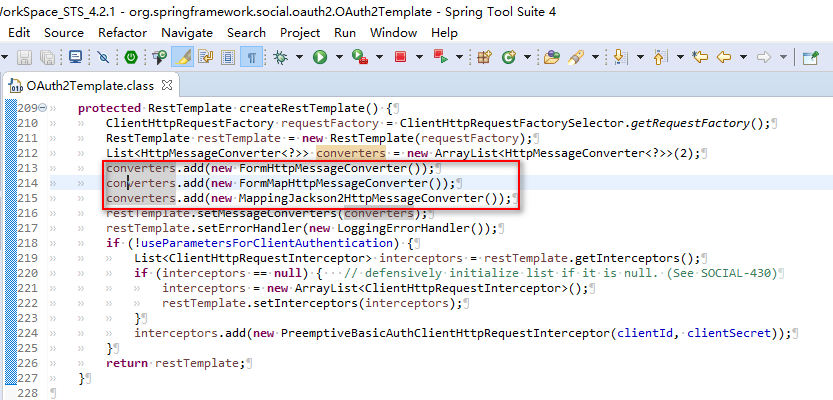 WorkSpace_STS_4.2.1 - org.springframework.social.oauth2.OAuth2Template - Spring Tool Suite 4
Edit Source Refactor Navigate Search Project Run Window Help
OAuth2Template.class
209 protected RestTemplate createRestTemplate() {
210 ClientHttpRequestFactory requestFactory = ClientHttpRequestFactorySelector.getRequestFactory();
211 RestTemplate restTemplate = new RestTemplate(requestFactory);
212 List<HttpMessageConverter<?>> converters = new ArrayList<HttpMessageConverter<?>>(2);
213 converters.add(new FormHttpMessageConverter());
214 converters.add(new FormMapHttpMessageConverter());
215 converters.add(new MappingJackson2HttpMessageConverter());
216 restTemplate.setMessageConverters(converters);
217 restTemplate.setErrorHandler(new LoggingErrorHandler());
218 if (!useParametersForClientAuthentication) {
219 List<ClientHttpRequestInterceptor> interceptors = restTemplate.getInterceptors();
220 if (interceptors == null) { // defensively initialize list if it is null. (See SOCIAL-430)
221 interceptors = new ArrayList<ClientHttpRequestInterceptor>();
222 restTemplate.setInterceptors(interceptors);
223 }
224 interceptors.add(new PreemptiveBasicAuthClientHttpRequestInterceptor(clientId, clientSecret));
225 }
226 return restTemplate;
227 }
228